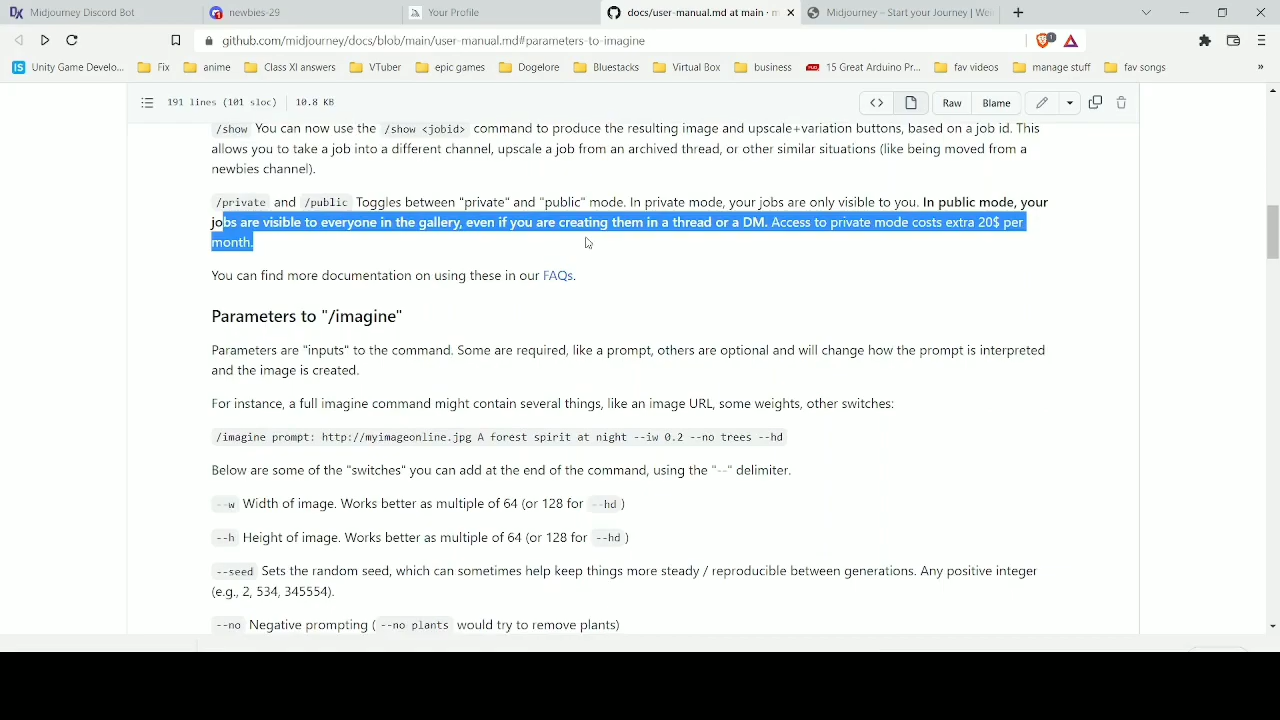 Midjourney Discord Bot
newbies-29
Your Profile
docs/user-manual.md at main · m
Midjourney – Start your Journey | We
github.com/midjourney/docs/blob/main/user-manual.md#parameters-to-imagine
1
IS Unity Game Develo...
Fix
anime
Class XI answers
VTuber
epic games
Dogelore
Bluestacks
Virtual Box
business
15 Great Arduino Pr...
fav videos
manage stuff
fav songs
»
191 lines (101 sloc) 10.8 KB
<> Raw Blame
/show You can now use the /show <jobid> command to produce the resulting image and upscale+variation buttons, based on a job id. This
allows you to take a job into a different channel, upscale a job from an archived thread, or other similar situations (like being moved from a
newbies channel).
/private and /public Toggles between "private" and "public" mode. In private mode, your jobs are only visible to you. In public mode, your
jobs are visible to everyone in the gallery, even if you are creating them in a thread or a DM. Access to private mode costs extra 20$ per
month.
You can find more documentation on using these in our FAQs.
Parameters to "/imagine"
Parameters are "inputs" to the command. Some are required, like a prompt, others are optional and will change how the prompt is interpreted
and the image is created.
For instance, a full imagine command might contain several things, like an image URL, some weights, other switches:
/imagine prompt: http://myimageonline.jpg A forest spirit at night --iw 0.2 --no trees --hd
Below are some of the "switches" you can add at the end of the command, using the "--" delimiter.
--w Width of image. Works better as multiple of 64 (or 128 for --hd )
--h Height of image. Works better as multiple of 64 (or 128 for --hd )
--seed Sets the random seed, which can sometimes help keep things more steady / reproducible between generations. Any positive integer
(e.g., 2, 534, 345554).
--no Negative prompting ( --no plants would try to remove plants)